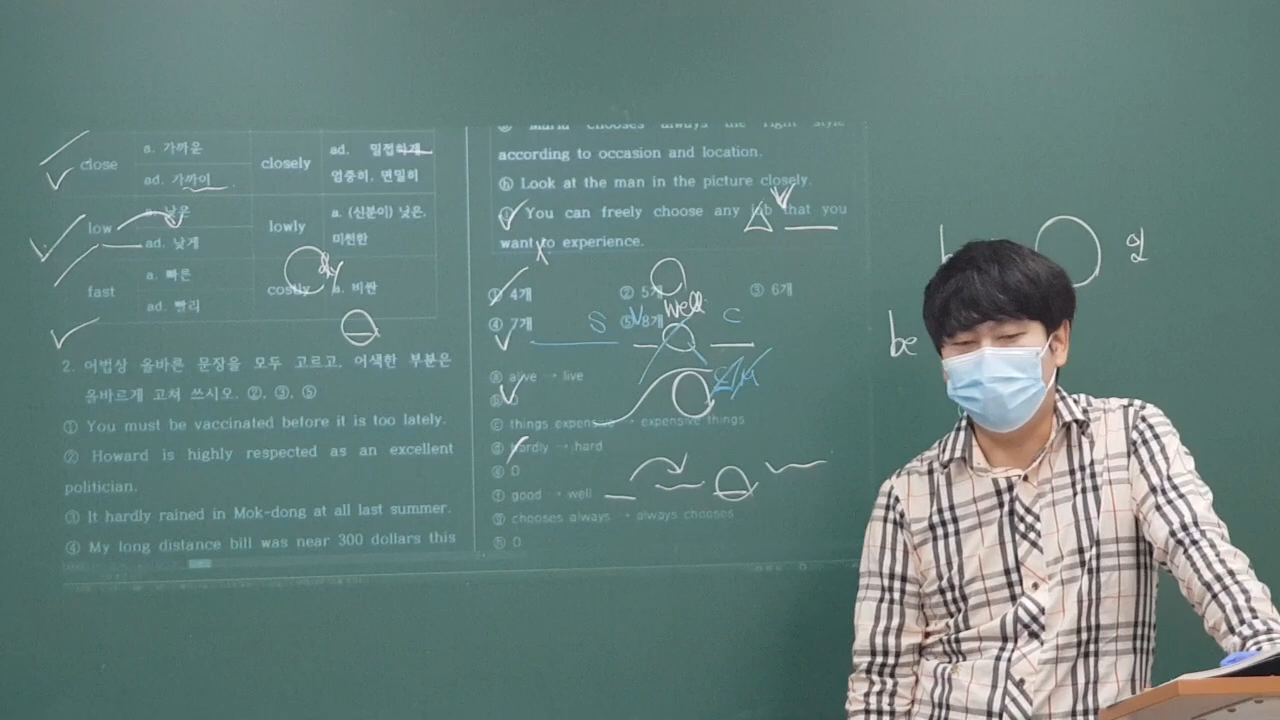 close
a. 가까운
ad. 가까이
closely
ad. 밀접하게
엄중히, 면밀히
low
a. 낮은
ad. 낮게
lowly
a. (신분이) 낮은,
미천한
fast
a. 빠른
ad. 빨리
costly
a. 비싼
2. 어법상 올바른 문장을 모두 고르고, 어색한 부분은
올바르게 고쳐 쓰시오. ②, ③, ⑤
① You must be vaccinated before it is too lately.
② Howard is highly respected as an excellent
politician.
③ It hardly rained in Mok-dong at all last summer.
④ My long distance bill was near 300 dollars this
ⓖ Maria chooses always the right style
according to occasion and location.
ⓗ Look at the man in the picture closely.
ⓘ You can freely choose any job that you
want to experience.
① 4개 ② 5개 ③ 6개
④ 7개 ⑤ 8개
well
S V C
ⓐ alive → live
ⓑ O
ⓒ things expensive → expensive things
ⓓ hardly → hard
ⓔ O
ⓕ good → well
ⓖ chooses always → always chooses
ⓗ O
be